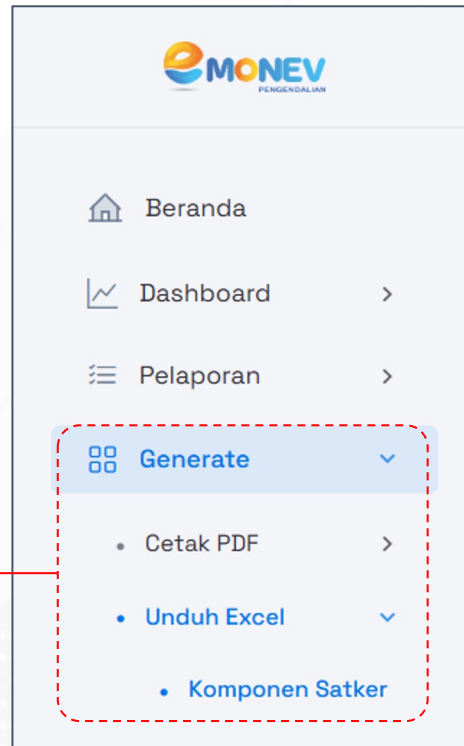 eMONEV
PENGENDALIAN
Beranda
Dashboard
Pelaporan
Generate
Cetak PDF
Unduh Excel
Komponen Satker